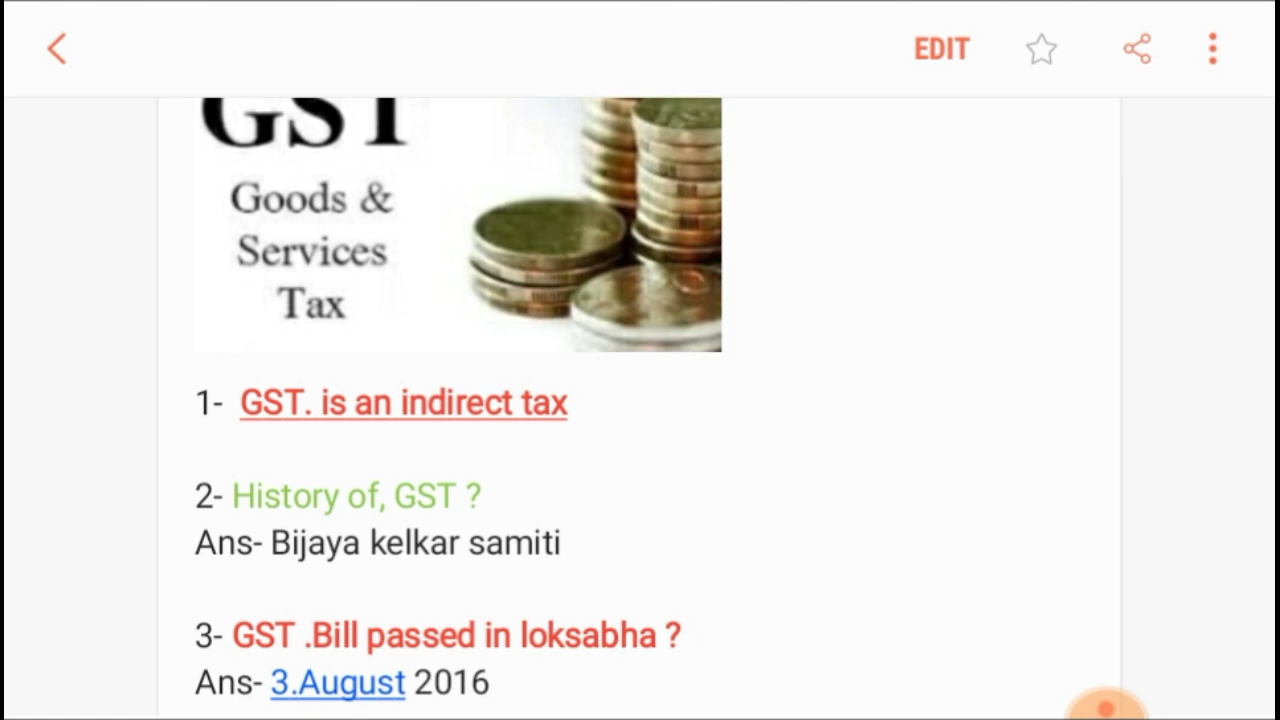 EDIT
GST
Goods &
Services
Tax
1- GST. is an indirect tax
2- History of, GST ?
Ans- Bijaya kelkar samiti
3- GST .Bill passed in loksabha ?
Ans- 3.August 2016